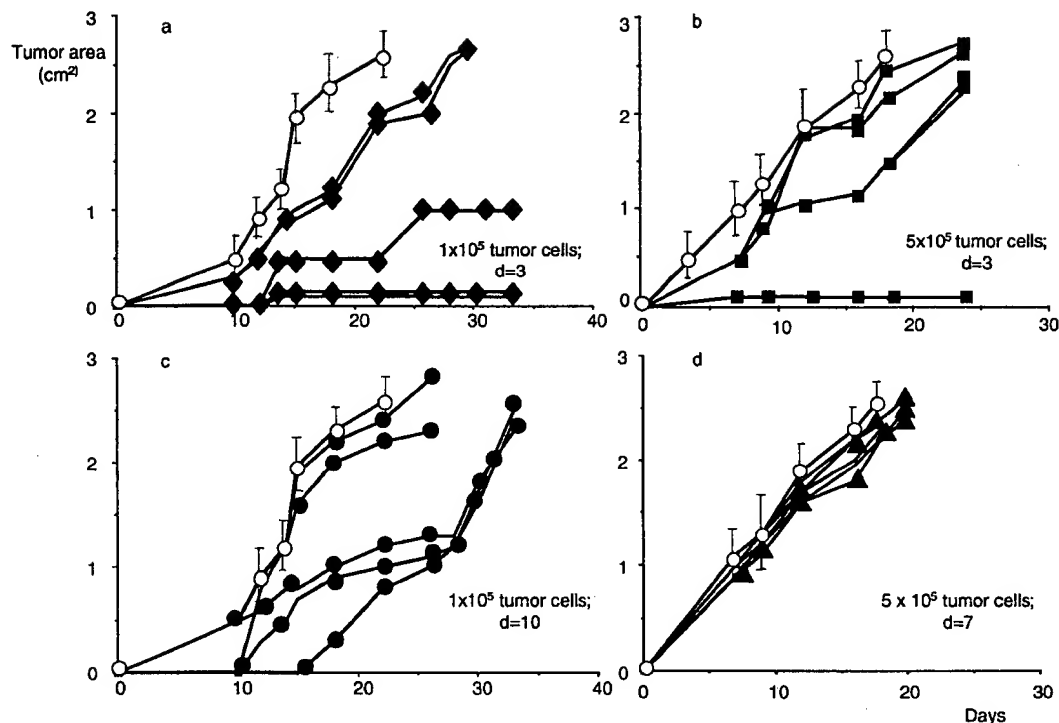 Tumor area
(cm²)
a
3
2
1
0
0
10
20
30
40
1x10⁵ tumor cells;
d=3
b
3
2
1
0
0
10
20
30
5x10⁵ tumor cells;
d=3
c
3
2
1
0
0
10
20
30
40
1x10⁵ tumor cells;
d=10
d
3
2
1
0
0
10
20
30
5 x 10⁵ tumor cells;
d=7
Days